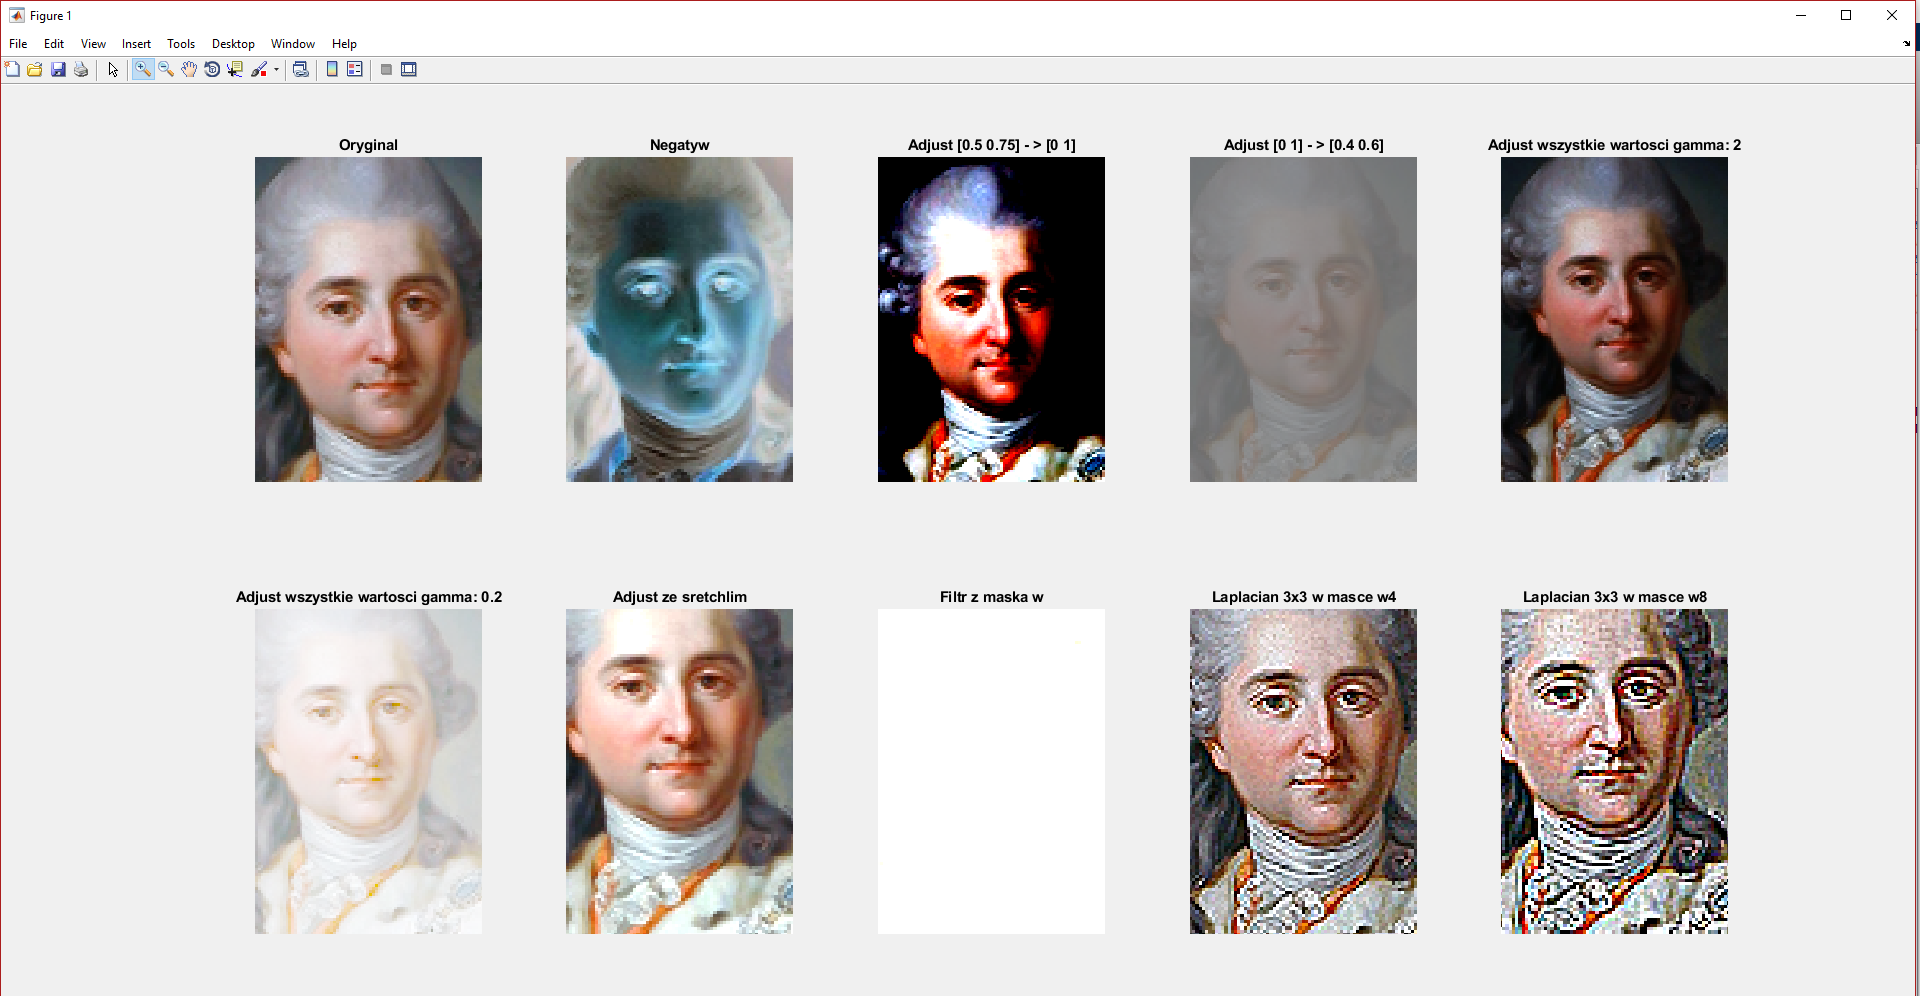 Figure 1
File Edit View Insert Tools Desktop Window Help
Oryginal
Negatyw
Adjust [0.5 0.75] - > [0 1]
Adjust [0 1] - > [0.4 0.6]
Adjust wszystkie wartosci gamma: 2
Adjust wszystkie wartosci gamma: 0.2
Adjust ze sretchlim
Filtr z maska w
Laplacian 3x3 w masce w4
Laplacian 3x3 w masce w8